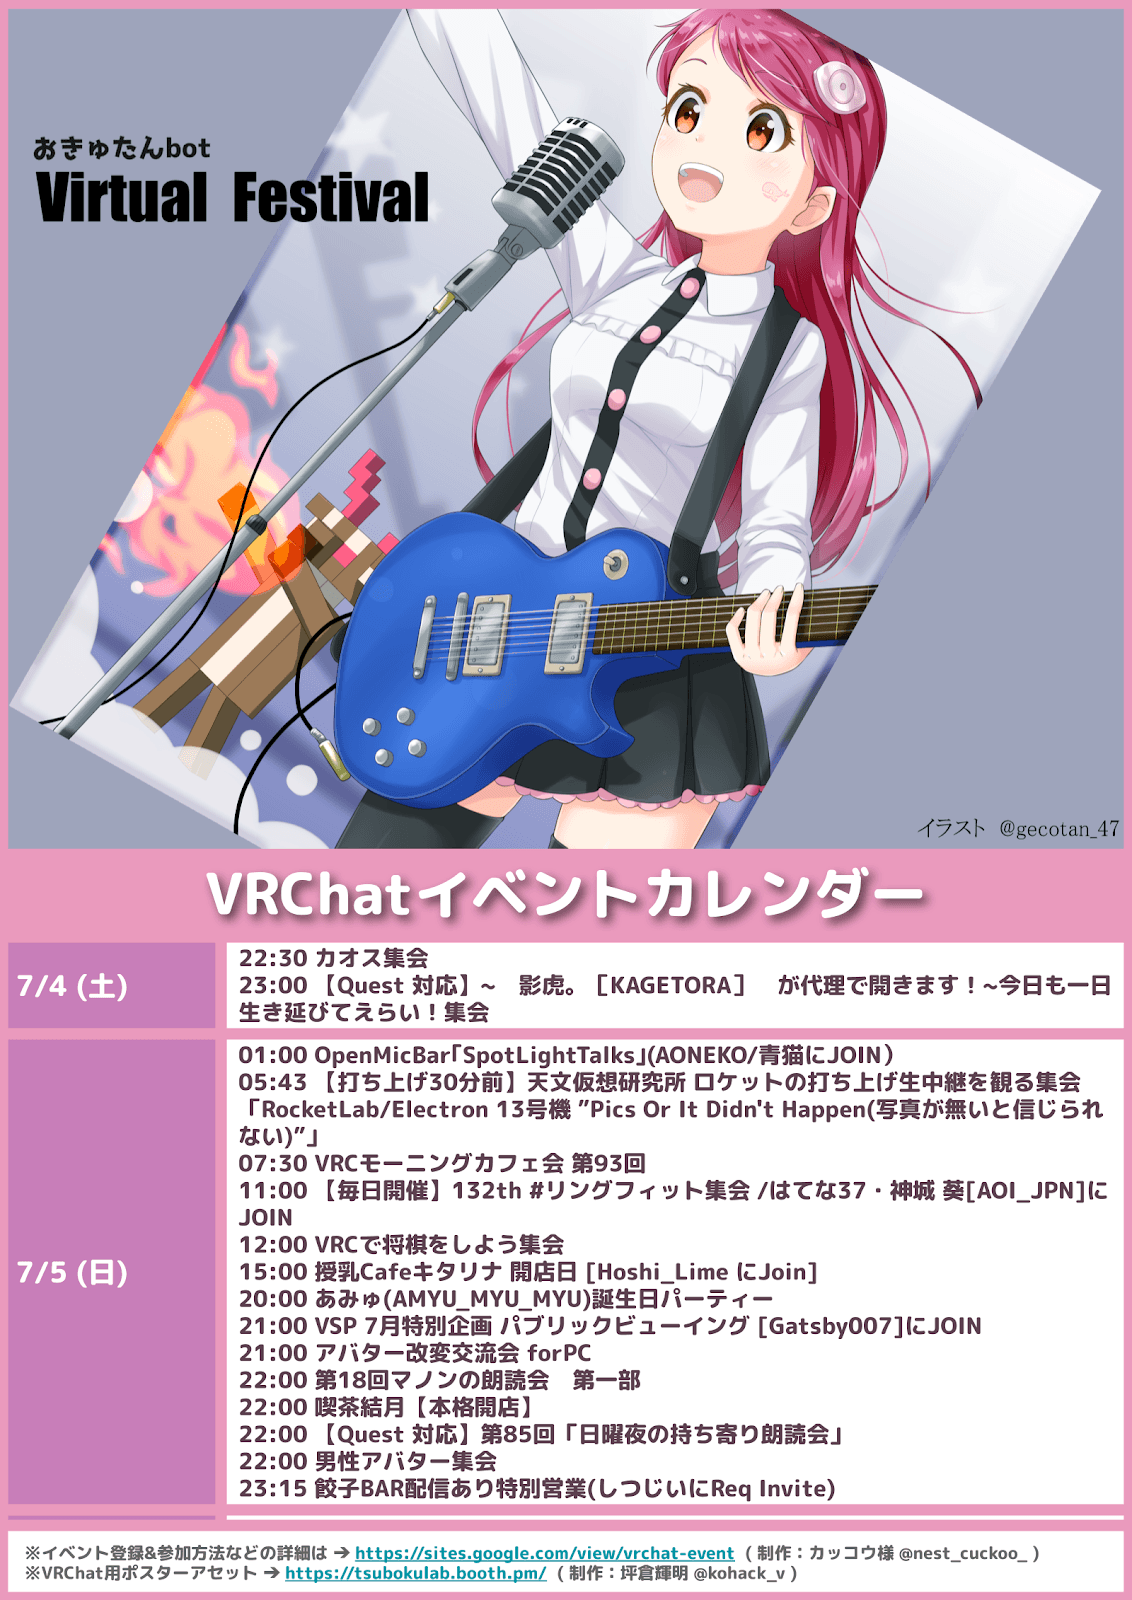 おきゅたんbot
Virtual Festival
イラスト @gecotan_47
VRChatイベントカレンダー
7/4 (土)
22:30 カオス集会
23:00 【Quest 対応】~　影虎。［KAGETORA］　が代理で開きます！~今日も一日
生き延びてえらい！集会
7/5 (日)
01:00 OpenMicBar「SpotLightTalks」(AONEKO/青猫にJOIN）
05:43 【打ち上げ30分前】天文仮想研究所 ロケットの打ち上げ生中継を観る集会
「RocketLab/Electron 13号機 ”Pics Or It Didn't Happen(写真が無いと信じられ
ない)”」
07:30 VRCモーニングカフェ会 第93回
11:00 【毎日開催】132th #リングフィット集会 /はてな37・神城 葵[AOI_JPN]に
JOIN
12:00 VRCで将棋をしよう集会
15:00 授乳Cafeキタリナ 開店日 [Hoshi_Lime にJoin]
20:00 あみゅ(AMYU_MYU_MYU)誕生日パーティー
21:00 VSP 7月特別企画 パブリックビューイング [Gatsby007]にJOIN
21:00 アバター改変交流会 forPC
22:00 第18回マノンの朗読会　第一部
22:00 喫茶結月【本格開店】
22:00 【Quest 対応】第85回「日曜夜の持ち寄り朗読会」
22:00 男性アバター集会
23:15 餃子BAR配信あり特別営業(しつじいにReq Invite)
※イベント登録&参加方法などの詳細は → https://sites.google.com/view/vrchat-event （ 制作：カッコウ様 @nest_cuckoo_ ）
※VRChat用ポスターアセット → https://tsubokulab.booth.pm/ （ 制作：坪倉輝明 @kohack_v ）